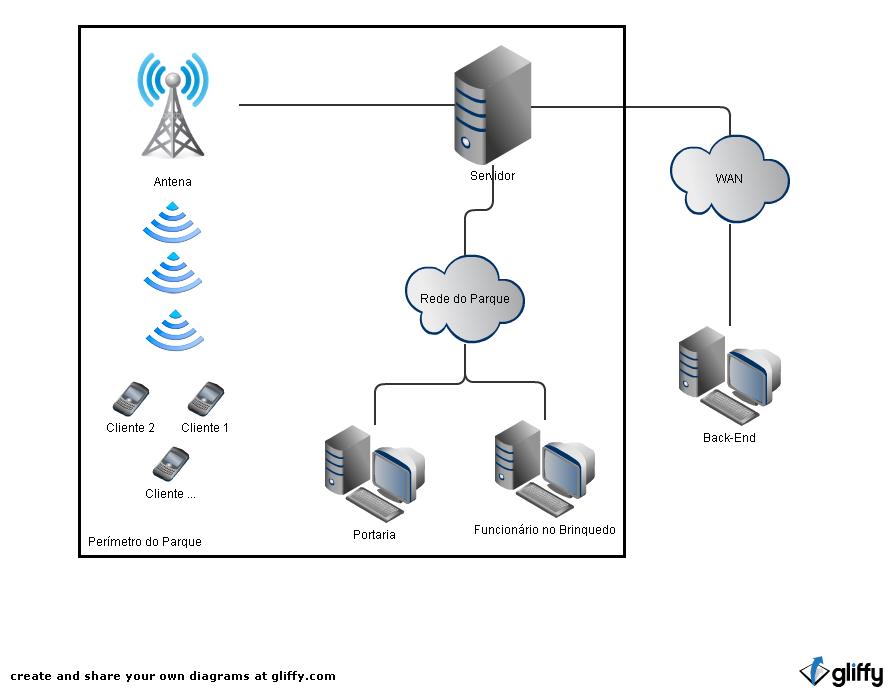 Antena
Servidor
WAN
Rede do Parque
Cliente 2
Cliente 1
Cliente ...
Portaria
Funcionário no Brinquedo
Back-End
Perímetro do Parque
create and share your own diagrams at gliffy.com
gliffy